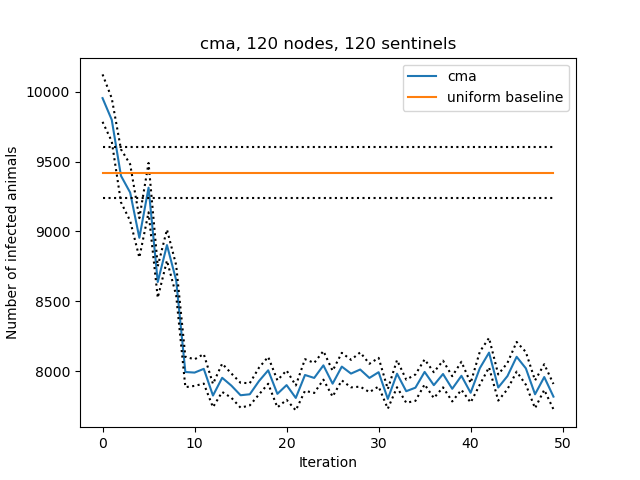 cma, 120 nodes, 120 sentinels
cma
uniform baseline
Number of infected animals
10000
9500
9000
8500
8000
0 10 20 30 40 50
Iteration